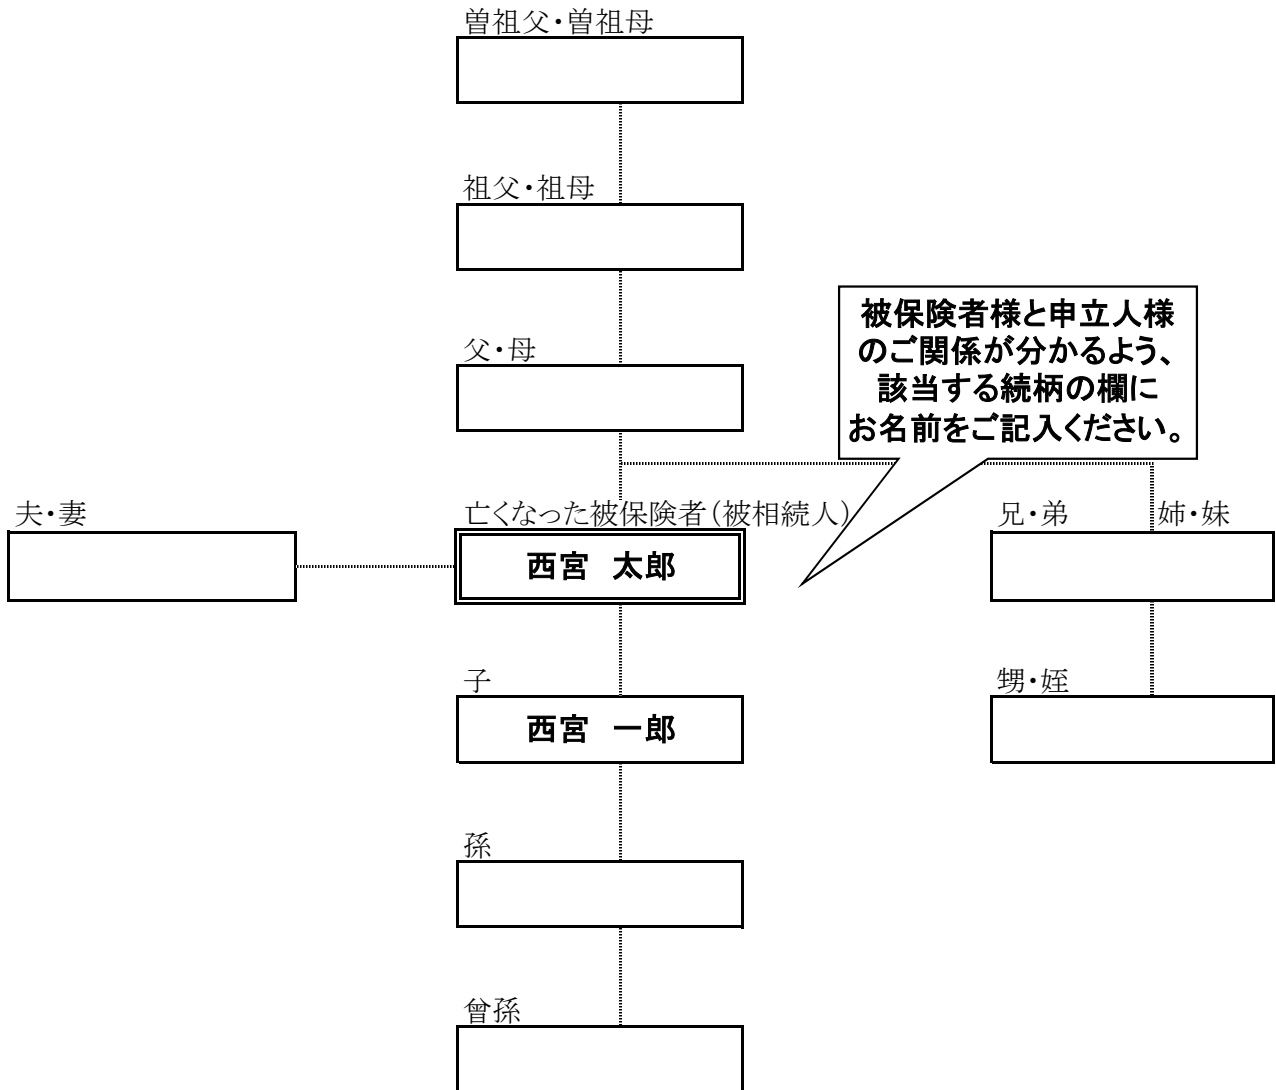 曽祖父・曽祖母
祖父・祖母
被保険者様と申立人様
のご関係が分かるよう、
該当する続柄の欄に
お名前をご記入ください。
父・母
夫・妻
亡くなった被保険者（被相続人）
兄・弟
姉・妹
西宮　太郎
子
甥・姪
西宮　一郎
孫
曾孫